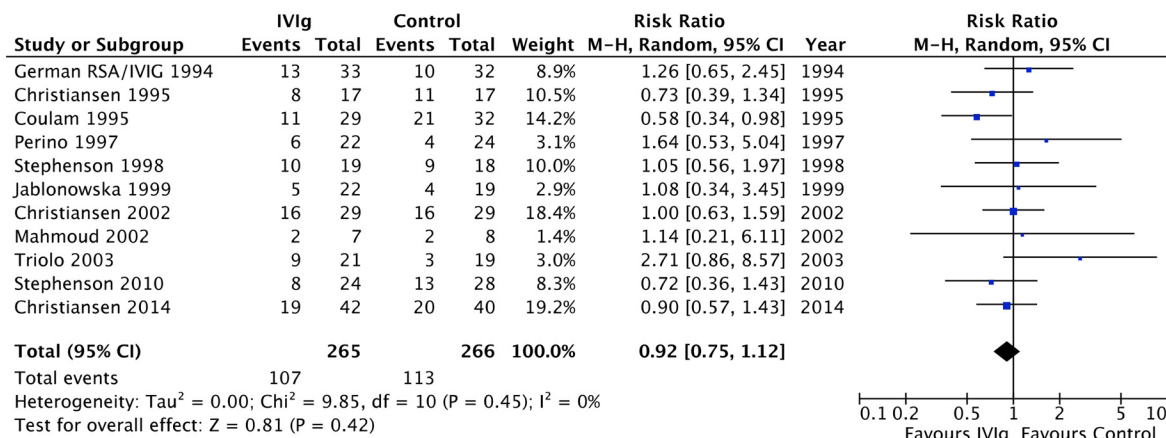 IVIg Control Risk Ratio Risk Ratio
Study or Subgroup Events Total Events Total Weight M-H, Random, 95% CI Year M-H, Random, 95% CI
German RSA/IVIG 1994 13 33 10 32 8.9% 1.26 [0.65, 2.45] 1994
Christiansen 1995 8 17 11 17 10.5% 0.73 [0.39, 1.34] 1995
Coulam 1995 11 29 21 32 14.2% 0.58 [0.34, 0.98] 1995
Perino 1997 6 22 4 24 3.1% 1.64 [0.53, 5.04] 1997
Stephenson 1998 10 19 9 18 10.0% 1.05 [0.56, 1.97] 1998
Jablonowska 1999 5 22 4 19 2.9% 1.08 [0.34, 3.45] 1999
Christiansen 2002 16 29 16 29 18.4% 1.00 [0.63, 1.59] 2002
Mahmoud 2002 2 7 2 8 1.4% 1.14 [0.21, 6.11] 2002
Triolo 2003 9 21 3 19 3.0% 2.71 [0.86, 8.57] 2003
Stephenson 2010 8 24 13 28 8.3% 0.72 [0.36, 1.43] 2010
Christiansen 2014 19 42 20 40 19.2% 0.90 [0.57, 1.43] 2014
Total (95% CI) 265 266 100.0% 0.92 [0.75, 1.12]
Total events 107 113
Heterogeneity: Tau² = 0.00; Chi² = 9.85, df = 10 (P = 0.45); I² = 0%
Test for overall effect: Z = 0.81 (P = 0.42)
0.1 0.2 0.5 1 2 5 10
Favours IVIg Favours Control